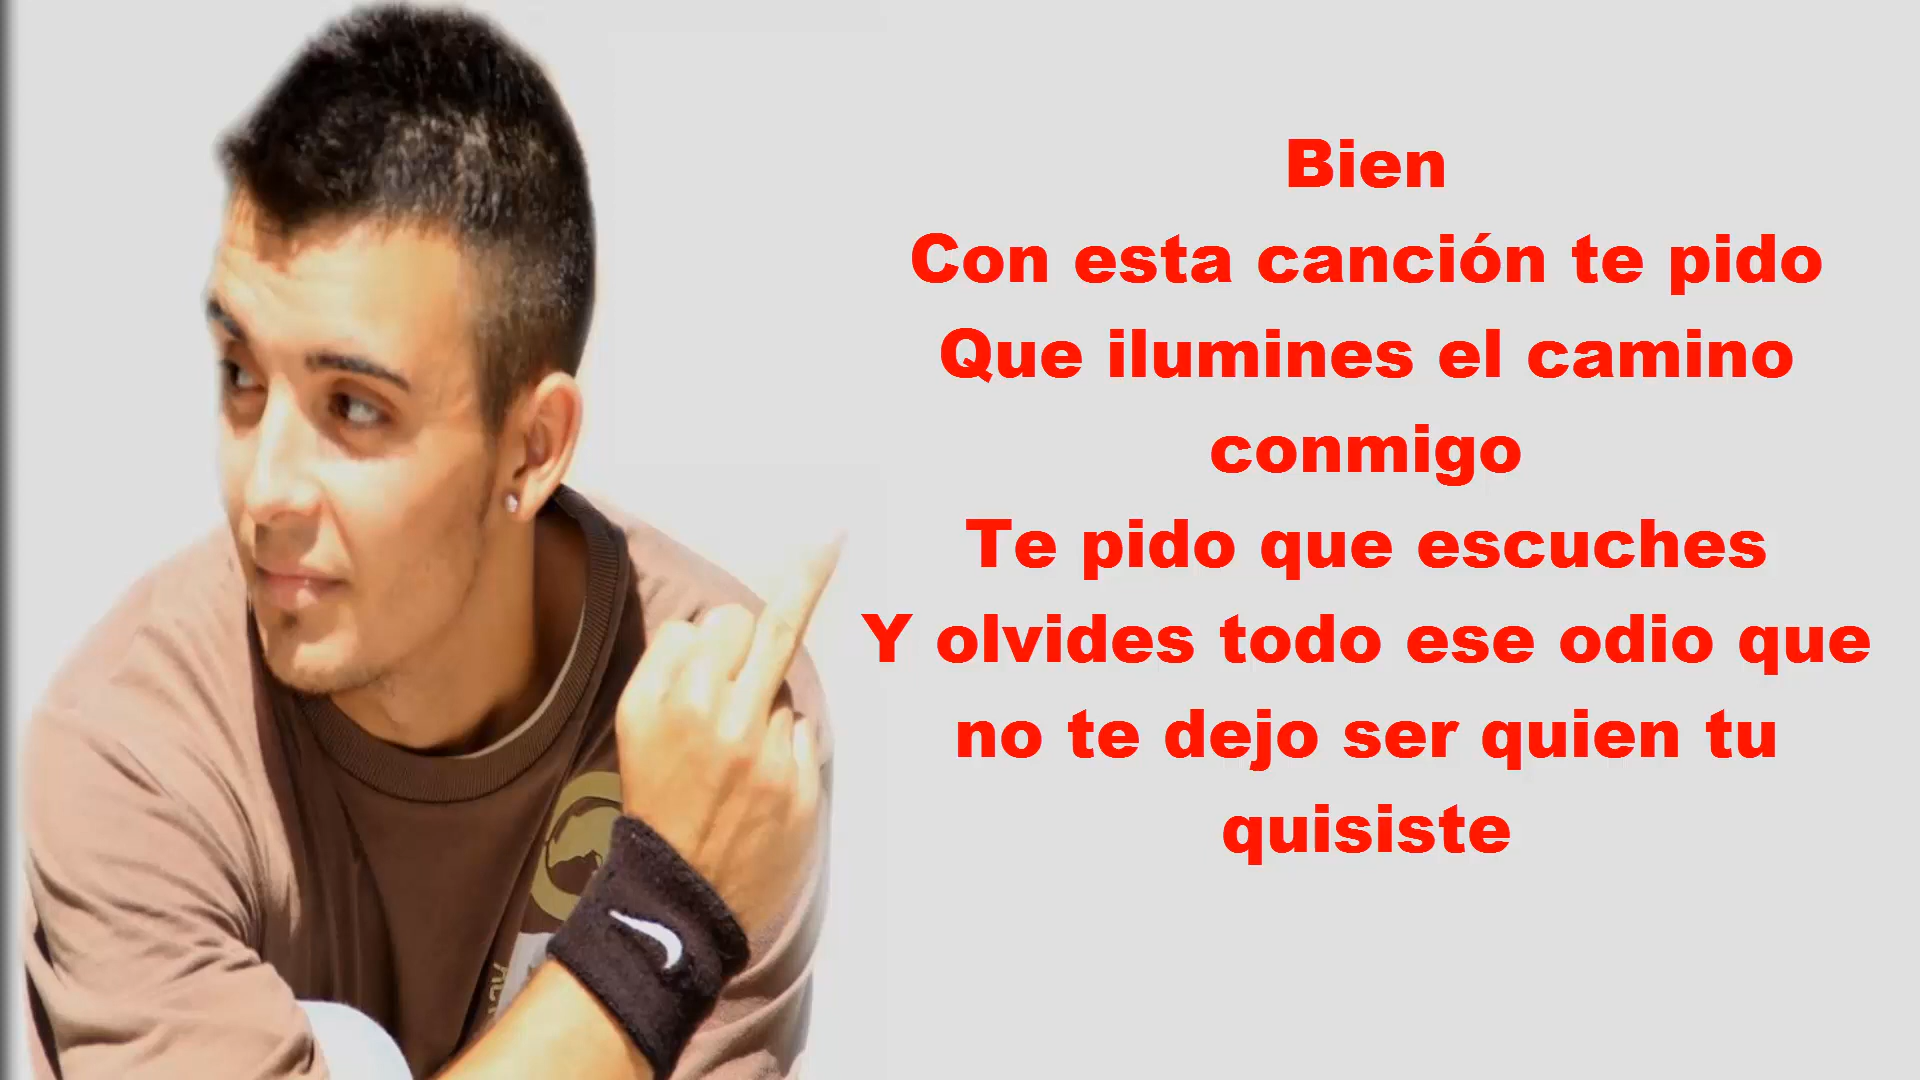 Bien
Con esta canción te pido
Que ilumines el camino
conmigo
Te pido que escuches
Y olvides todo ese odio que
no te dejo ser quien tu
quisiste